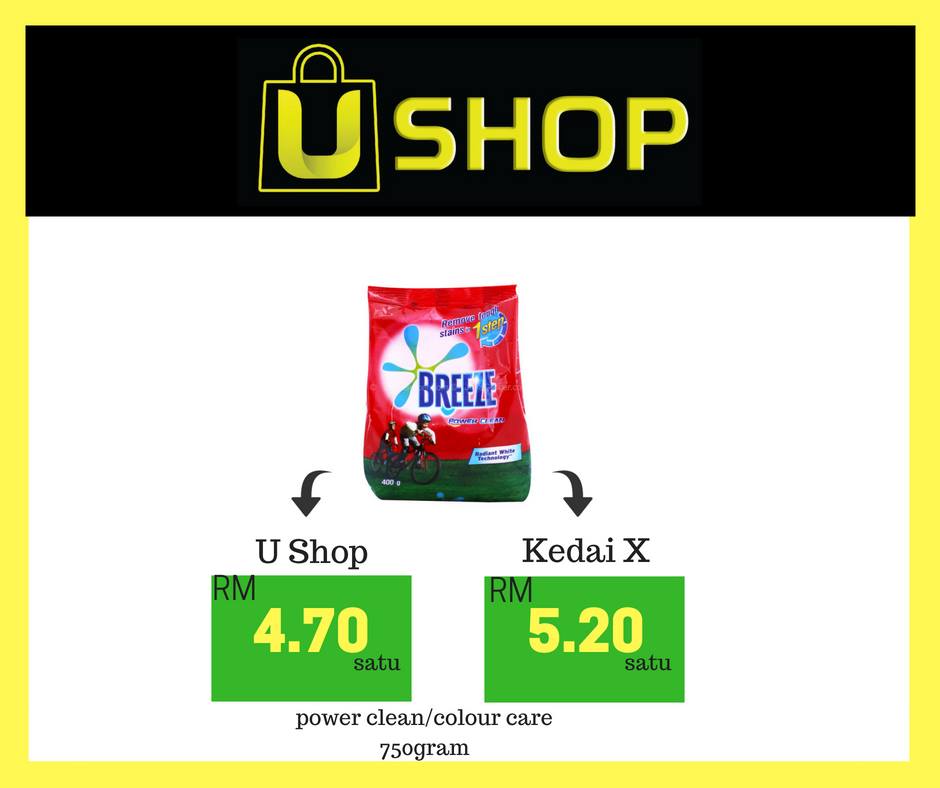 U SHOP
Remove tough
stains in 1 step
BREEZE
POWER CLEAN
Radiant White
Technology
400 g
U Shop
Kedai X
RM
4.70
satu
RM
5.20
satu
power clean/colour care
750gram